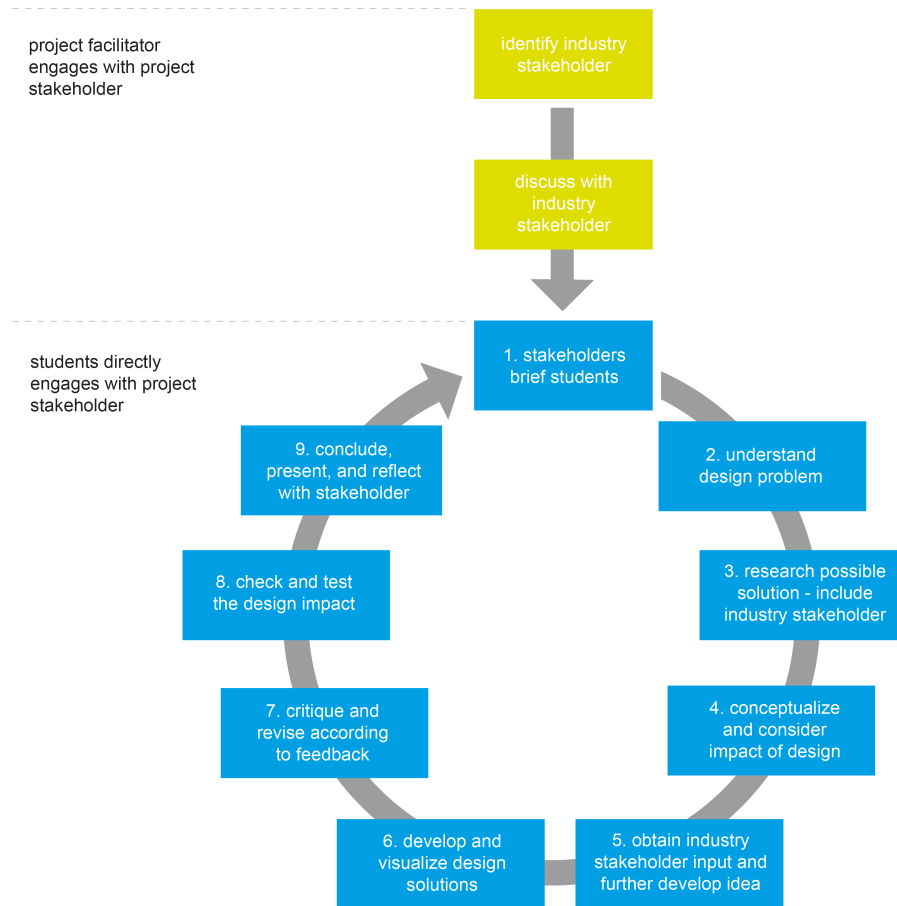 project facilitator
engages with project
stakeholder
identify industry
stakeholder
discuss with
industry
stakeholder
students directly
engages with project
stakeholder
1. stakeholders
brief students
2. understand
design problem
3. research possible
solution - include
industry stakeholder
4. conceptualize
and consider
impact of design
5. obtain industry
stakeholder input and
further develop idea
6. develop and
visualize design
solutions
7. critique and
revise according
to feedback
8. check and test
the design impact
9. conclude,
present, and reflect
with stakeholder